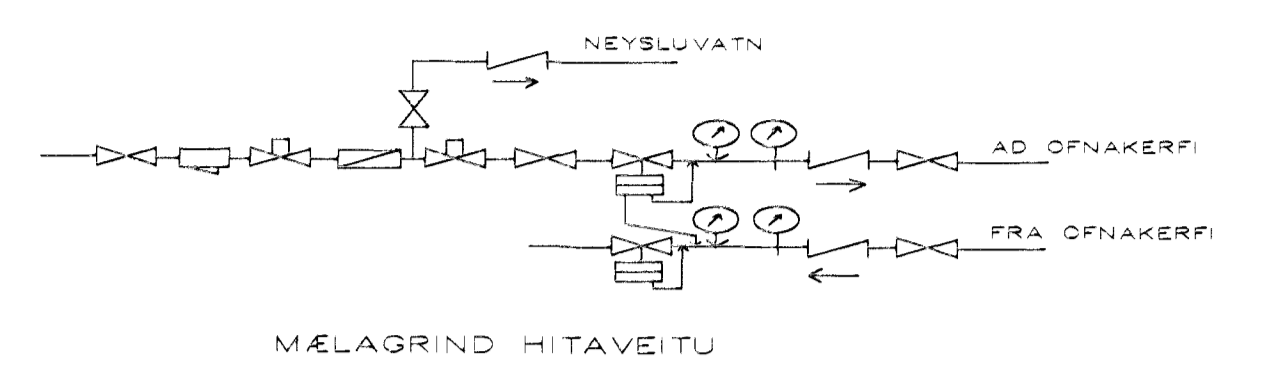 NEYSLUVATN
AD OFNAKERFI
FRA OFNAKERFI
MÆLAGRIND HITAVEITU